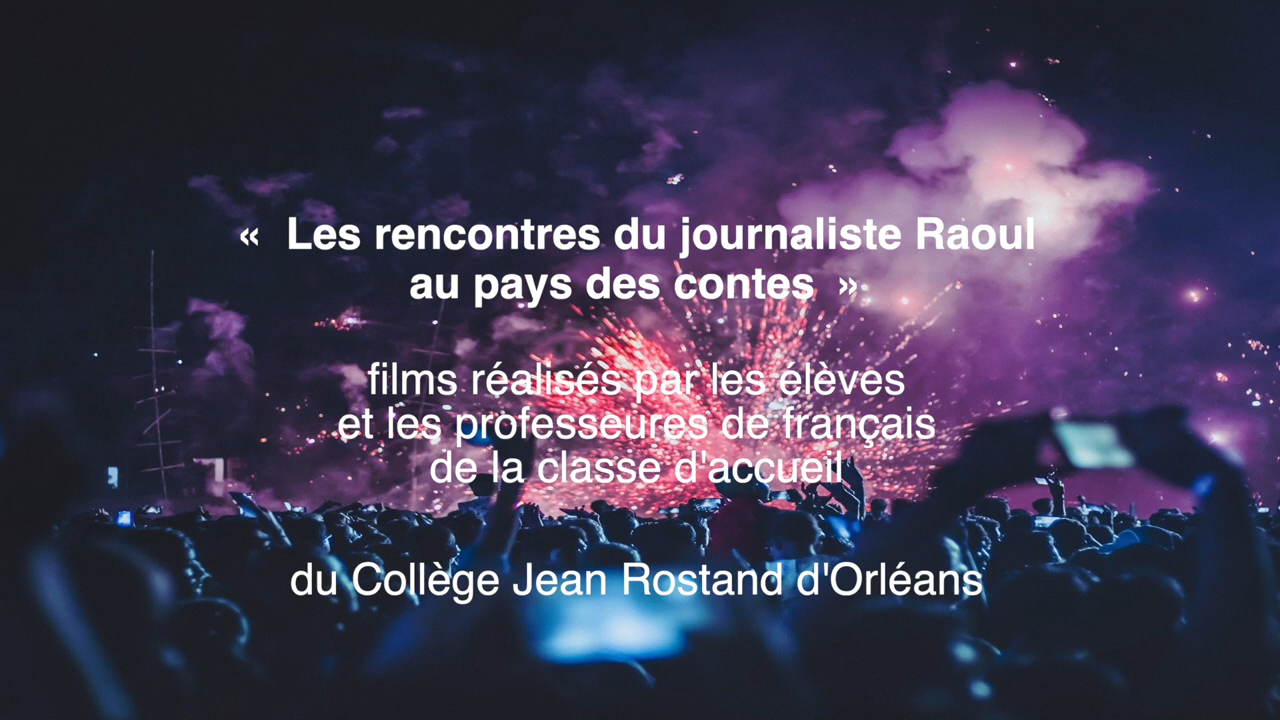 «  Les rencontres du journaliste Raoul
au pays des contes  »
films réalisés par les élèves
et les professeures de français
de la classe d'accueil
du Collège Jean Rostand d'Orléans